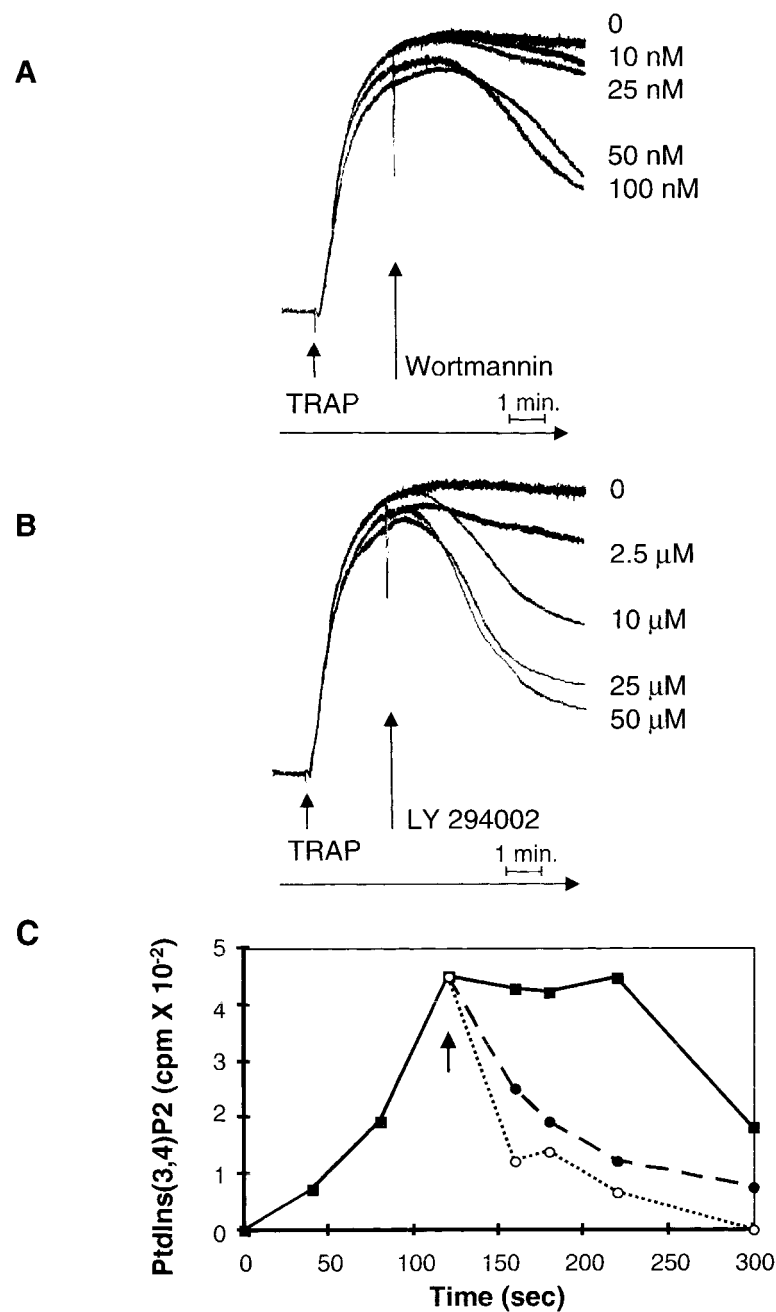 A
0
10 nM
25 nM
50 nM
100 nM
Wortmannin
TRAP
1 min.
B
0
2.5 μM
10 μM
25 μM
50 μM
LY 294002
TRAP
1 min.
C
PtdIns(3,4)P2 (cpm X 10⁻²)
5
4
3
2
1
0
0 50 100 150 200 250 300
Time (sec)